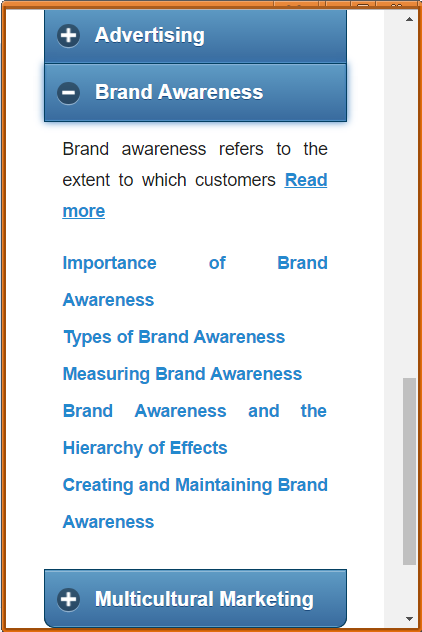 Advertising
Brand Awareness
Brand awareness refers to the
extent to which customers Read
more
Importance of Brand
Awareness
Types of Brand Awareness
Measuring Brand Awareness
Brand Awareness and the
Hierarchy of Effects
Creating and Maintaining Brand
Awareness
Multicultural Marketing